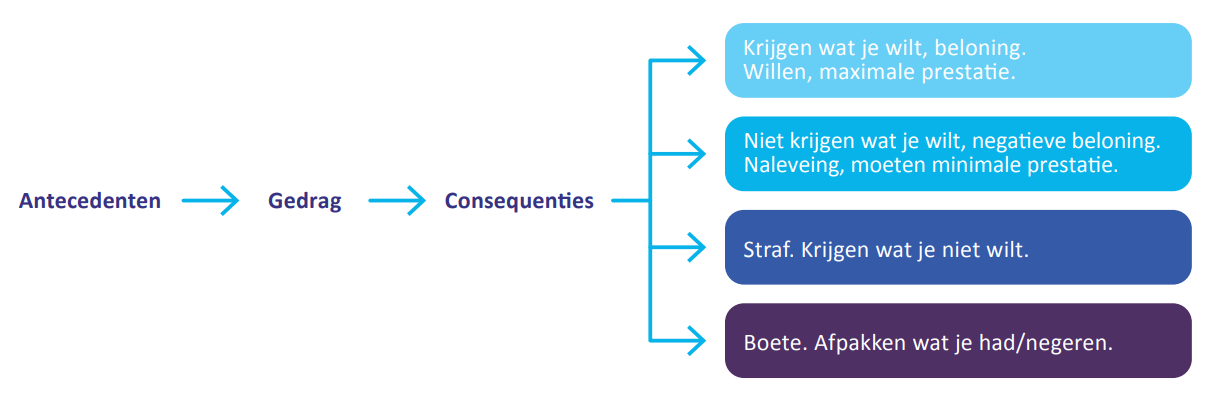 Krijgen wat je wilt, beloning.
Willen, maximale prestatie.
Niet krijgen wat je wilt, negatieve beloning.
Naleveing, moeten minimale prestatie.
Antecedenten
Gedrag
Consequenties
Straf. Krijgen wat je niet wilt.
Boete. Afpakken wat je had/negeren.